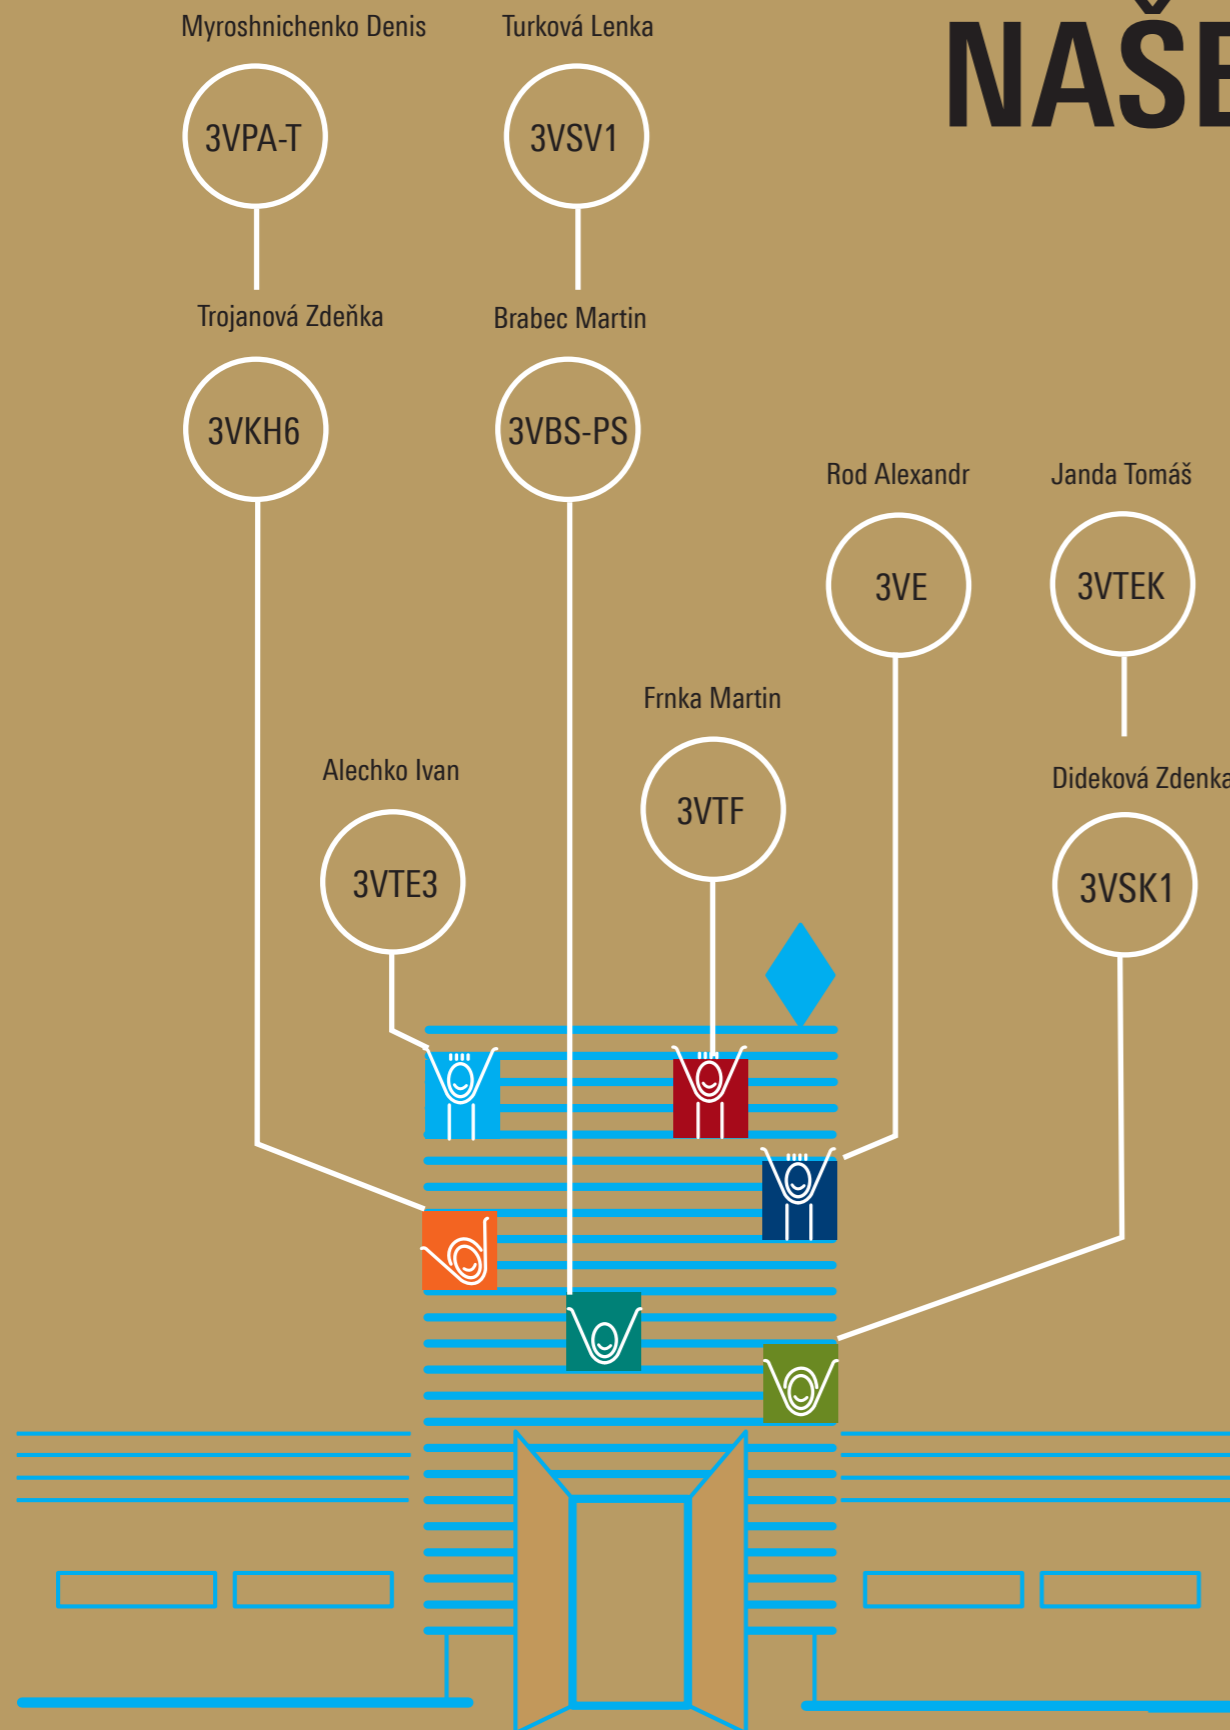 NAŠE
Myroshnichenko Denis
3VPA-T
Turková Lenka
3VSV1
Trojanová Zdeňka
3VKH6
Brabec Martin
3VBS-PS
Rod Alexandr
3VE
Janda Tomáš
3VTEK
Frnka Martin
3VTF
Alechko Ivan
3VTE3
Dideková Zdenka
3VSK1